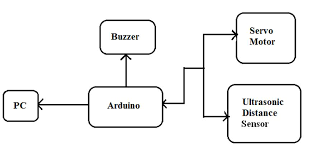 Buzzer
Servo
Motor
PC
Arduino
Ultrasonic
Distance
Sensor